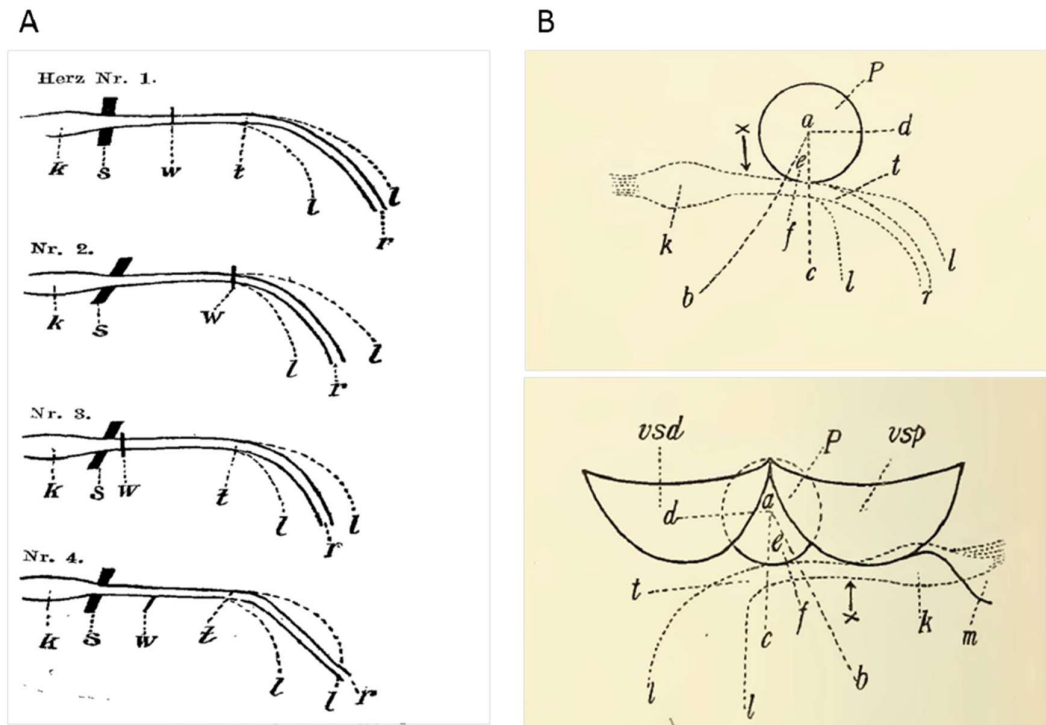 A
Herz Nr. 1.
k s w t l l
r
Nr. 2.
k s w l l
r
Nr. 3.
k s w t l l
r
Nr. 4.
k s w t l l r
B
P
x a d
e t
k f l
b c l r
vsd P vsp
d a
e
t f x k m
c
l l b